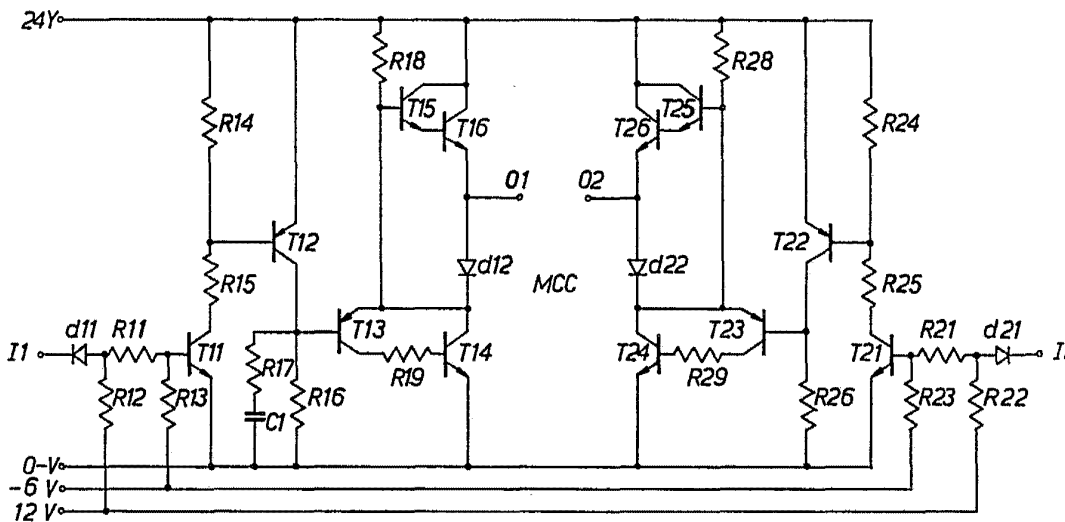 24V
R18
R28
T15
T25
R14
T16
T26
R24
O1
O2
T12
T22
R15
d12
MCC
d22
R25
d11
R11
T13
T23
R21
d21
I1
T11
T14
T24
T21
R17
R19
R29
R12
R13
R16
R26
R23
R22
C1
0-V
-6 V
12 V